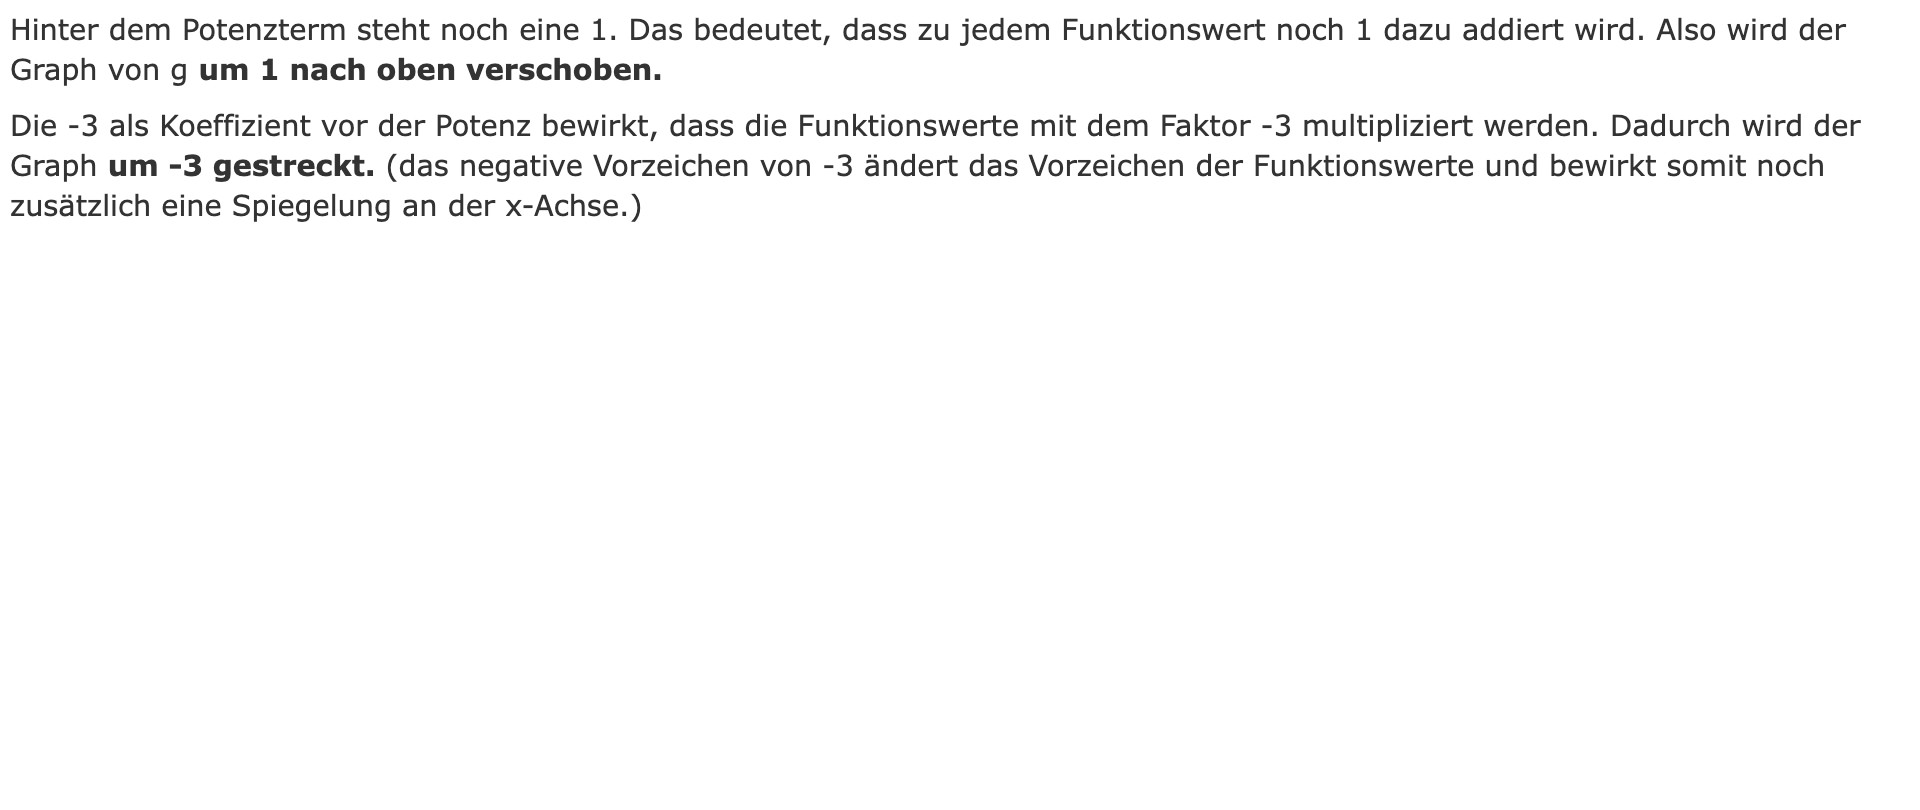 Hinter dem Potenzterm steht noch eine 1. Das bedeutet, dass zu jedem Funktionswert noch 1 dazu addiert wird. Also wird der
Graph von g um 1 nach oben verschoben.
Die -3 als Koeffizient vor der Potenz bewirkt, dass die Funktionswerte mit dem Faktor -3 multipliziert werden. Dadurch wird der
Graph um -3 gestreckt. (das negative Vorzeichen von -3 ändert das Vorzeichen der Funktionswerte und bewirkt somit noch
zusätzlich eine Spiegelung an der x-Achse.)